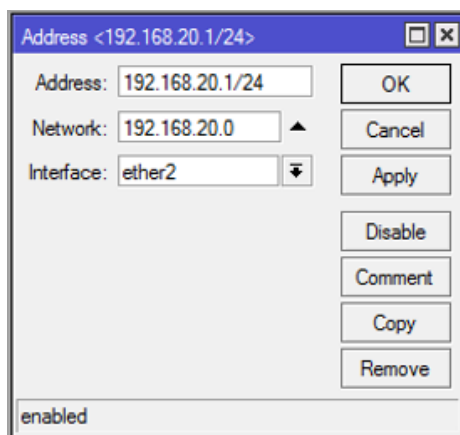 Address <192.168.20.1/24>
Address: 192.168.20.1/24
OK
Network: 192.168.20.0
Cancel
Interface: ether2
Apply
Disable
Comment
Copy
Remove
enabled